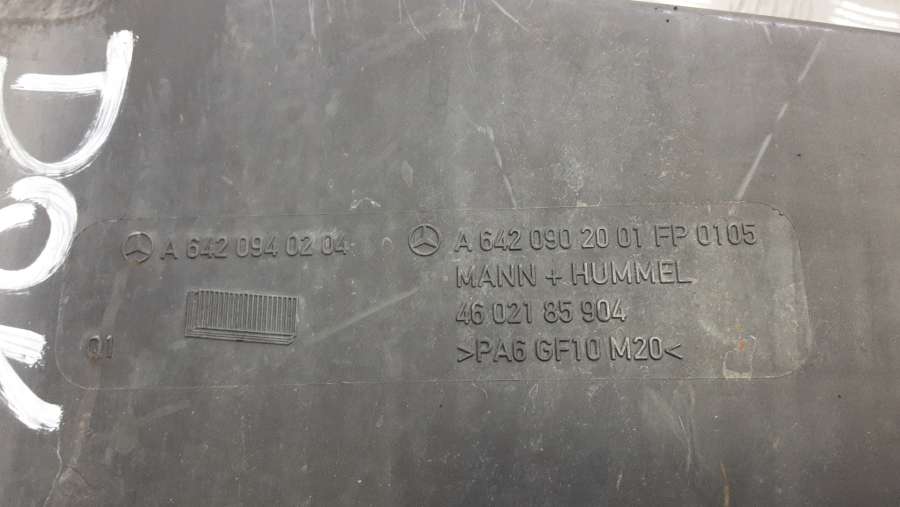 A 642 094 02 04
A 642 090 20 01 FP 0105
MANN + HUMMEL
46 021 85 904
>PA6 GF10 M20<
01